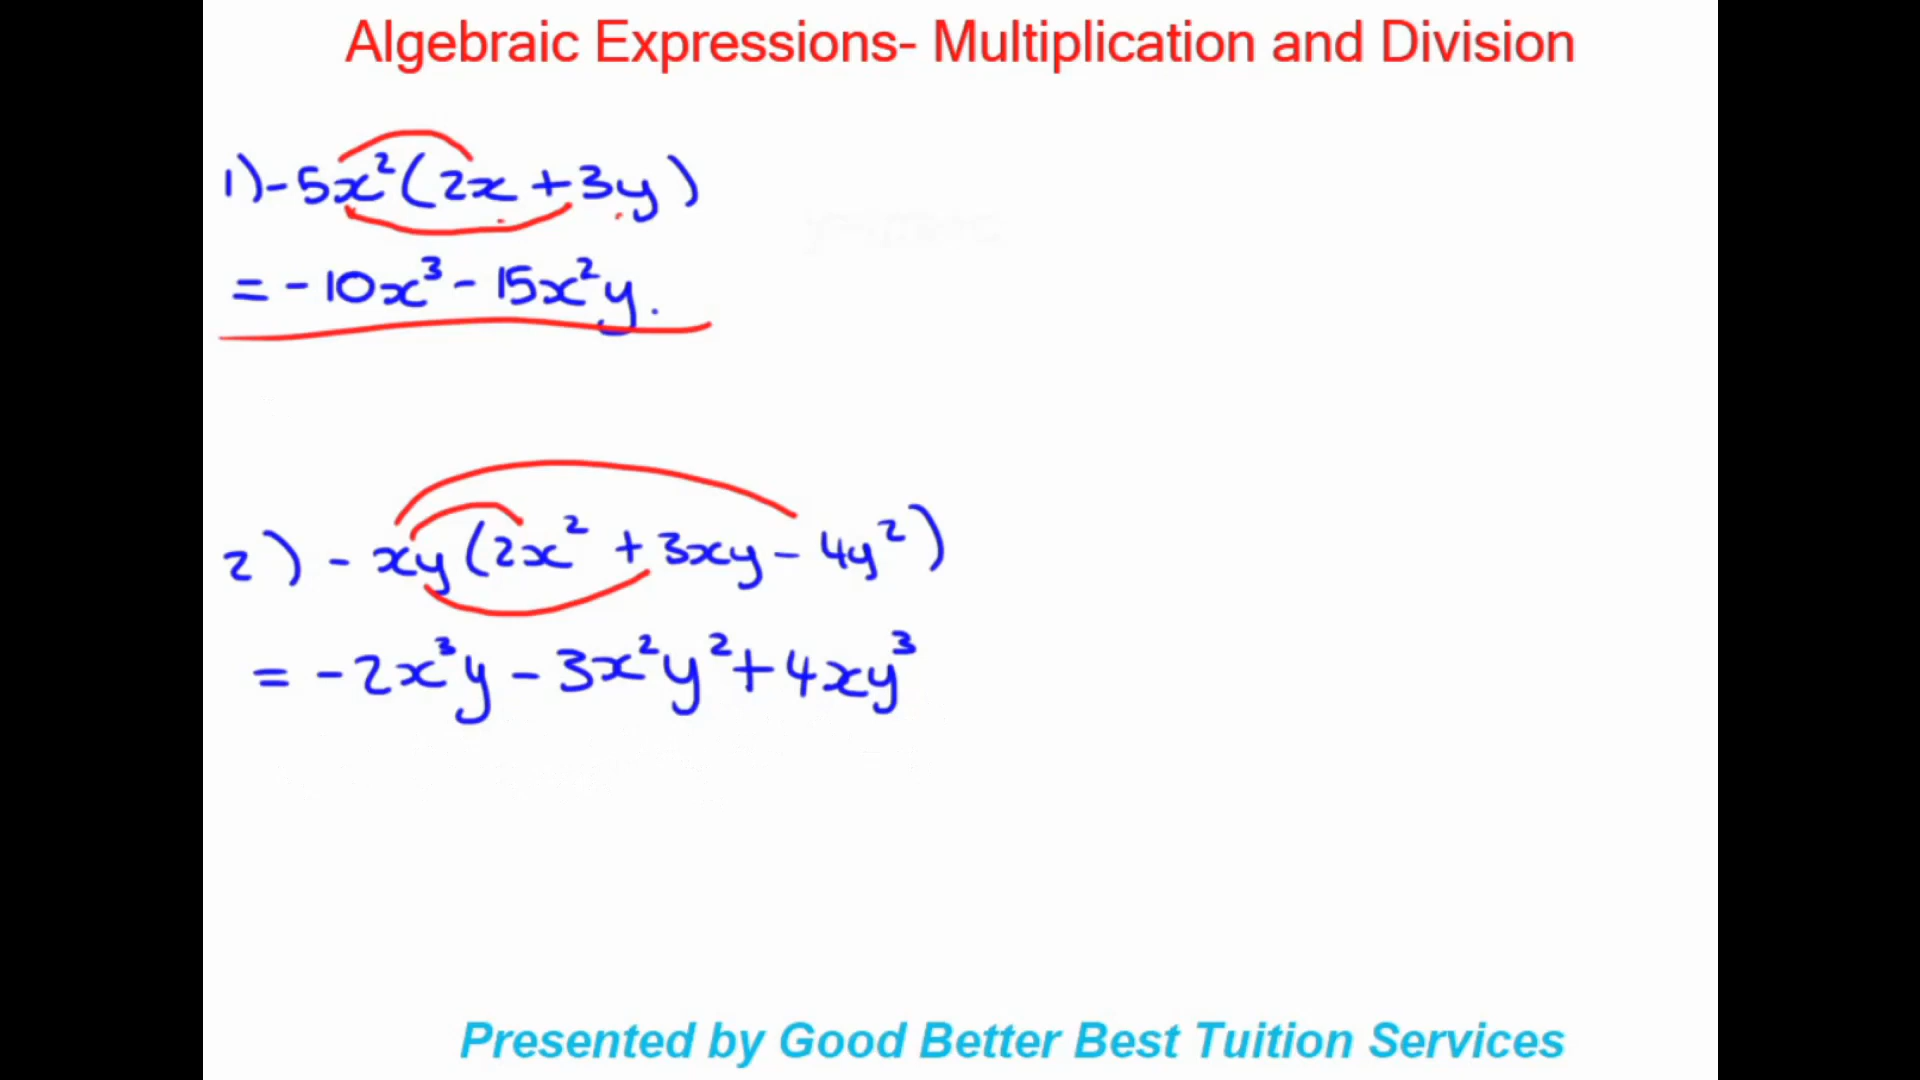 Algebraic Expressions- Multiplication and Division
1) -5x²(2x +3y)
= -10x³ - 15x²y.
2) - xy(2x² +3xy - 4y²)
= -2x³y - 3x²y² + 4xy³
Presented by Good Better Best Tuition Services